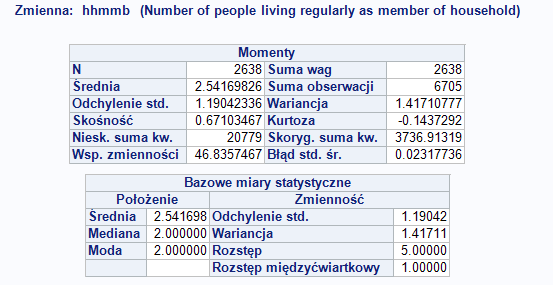 Zmienna: hhmmb (Number of people living regularly as member of household)
Momenty
N 2638 Suma wag 2638
Średnia 2.54169826 Suma obserwacji 6705
Odchylenie std. 1.19042336 Wariancja 1.41710777
Skośność 0.67103467 Kurtoza -0.1437292
Niesk. suma kw. 20779 Skoryg. suma kw. 3736.91319
Wsp. zmienności 46.8357467 Błąd std. śr. 0.02317736
Bazowe miary statystyczne
Położenie Zmienność
Średnia 2.541698 Odchylenie std. 1.19042
Mediana 2.000000 Wariancja 1.41711
Moda 2.000000 Rozstęp 5.00000
Rozstęp międzyćwiartkowy 1.00000